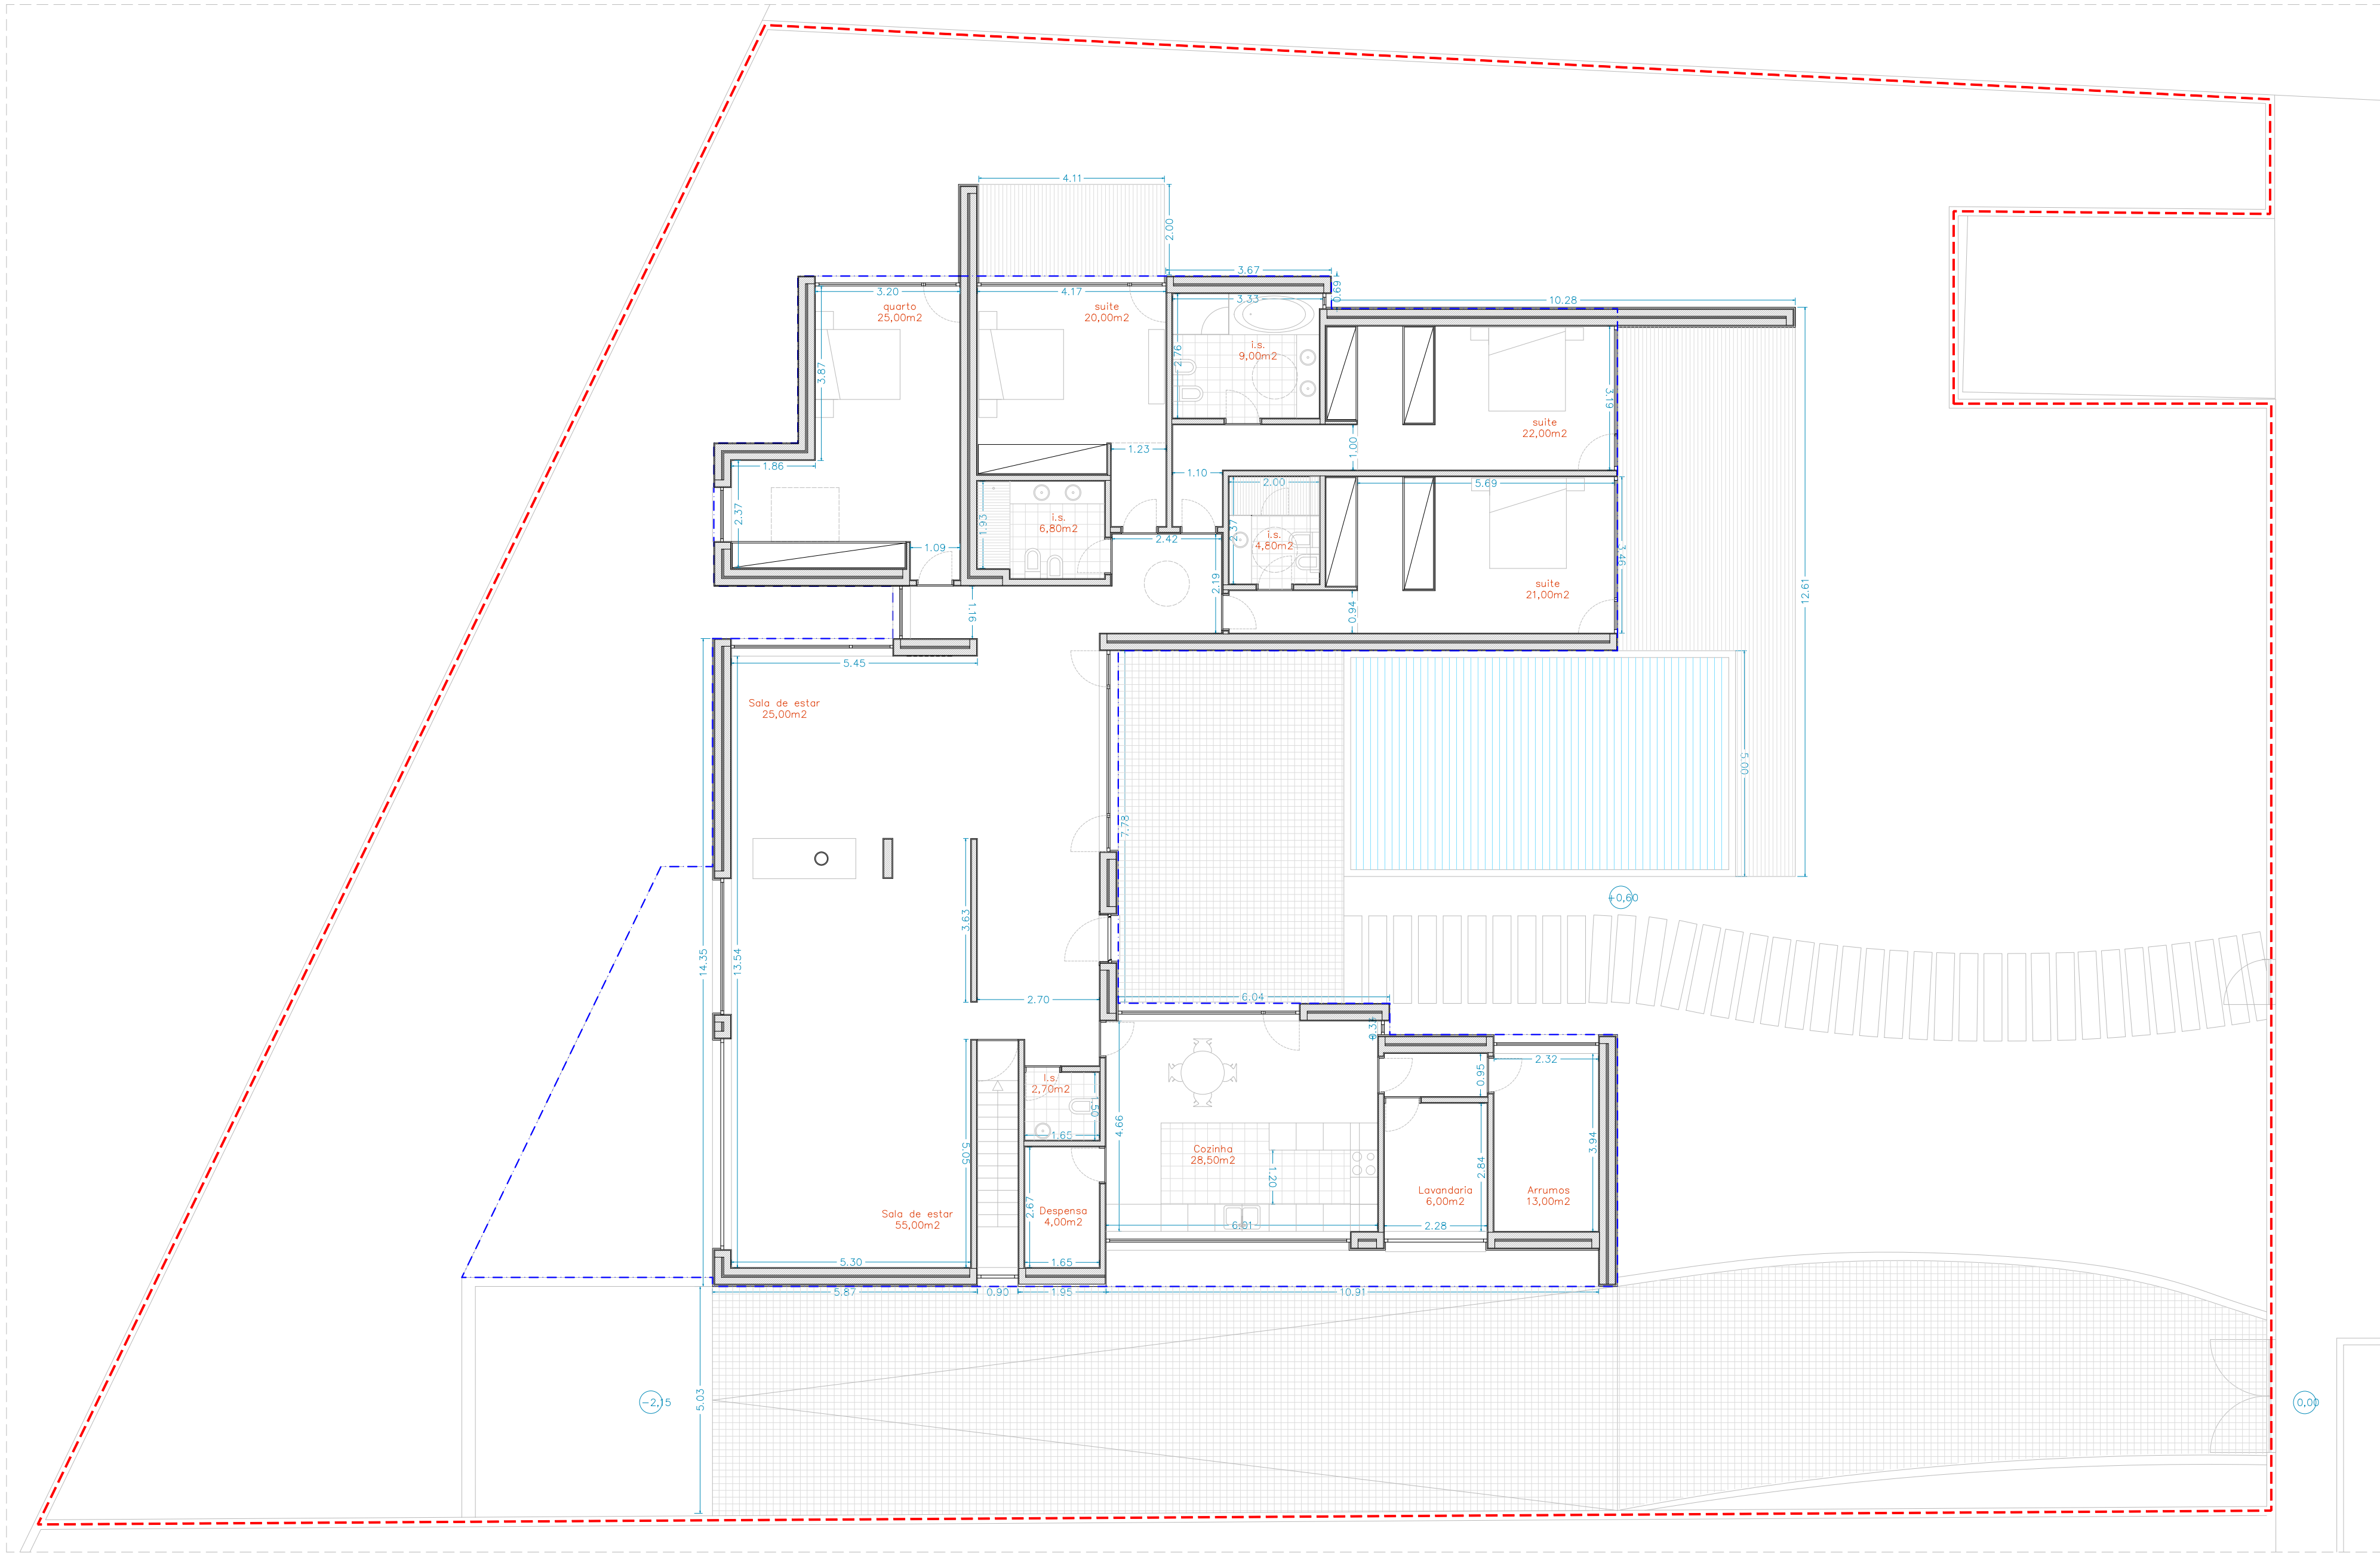 4.11
2.00
3.67
0.69
10.28
3.20
4.17
3.33
quarto
25,00m2
suite
20,00m2
i.s.
9,00m2
2.76
3.87
3.19
suite
22,00m2
1.23
1.00
1.86
1.10
2.00
5.69
2.37
1.93
i.s.
6,80m2
2.37
i.s.
4,80m2
2.42
1.09
2.19
0.94
suite
21,00m2
12.61
1.16
5.45
Sala de estar
25,00m2
5.00
7.78
+0,60
3.63
14.35
13.54
2.70
6.04
2.32
0.95
I.s.
2,70m2
1.50
1.65
4.66
3.94
5.05
Cozinha
28,50m2
1.20
2.84
Lavandaria
6,00m2
Arrumos
13,00m2
2.67
Despensa
4,00m2
Sala de estar
55,00m2
6.01
2.28
5.30
1.65
5.87
0.90
1.95
10.91
5.03
-2,15
0,00